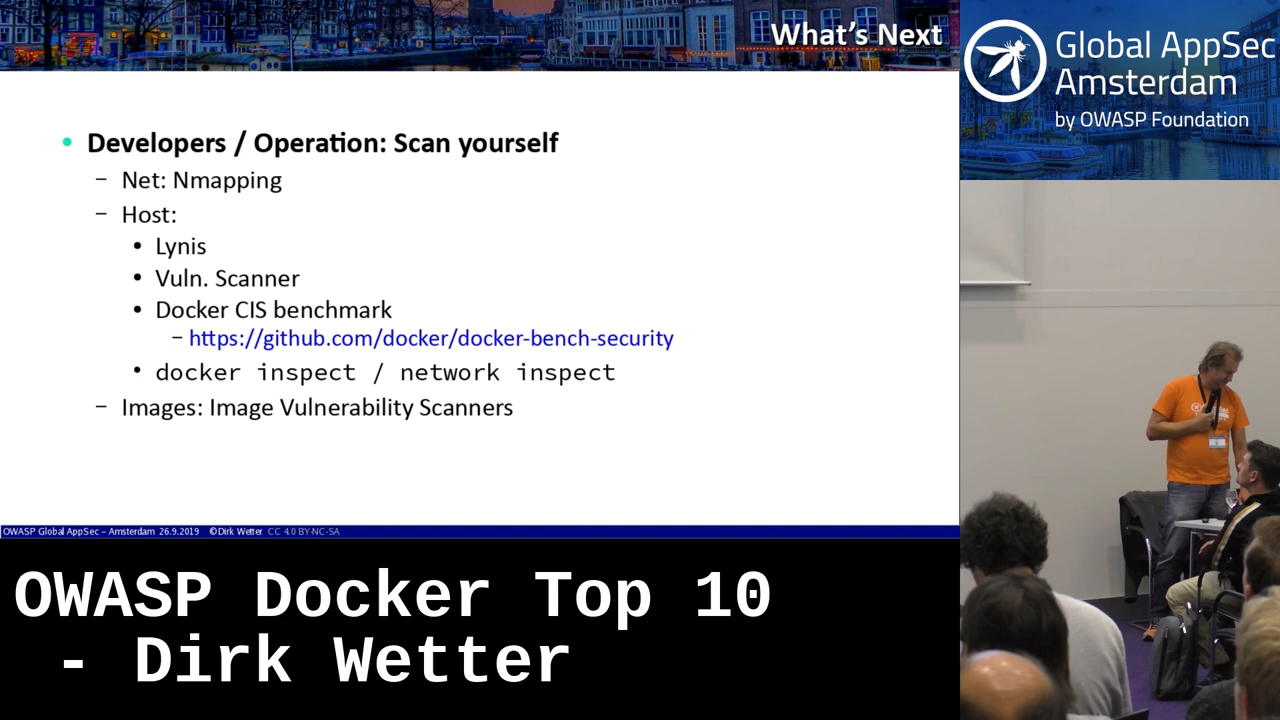 What's Next
Global AppSec
Amsterdam
by OWASP Foundation
• Developers / Operation: Scan yourself
– Net: Nmapping
– Host:
• Lynis
• Vuln. Scanner
• Docker CIS benchmark
– https://github.com/docker/docker-bench-security
• docker inspect / network inspect
– Images: Image Vulnerability Scanners
OWASP Global AppSec – Amsterdam 26.9.2019 ©Dirk Wetter CC 4.0 BY-NC-SA
OWASP Docker Top 10
- Dirk Wetter